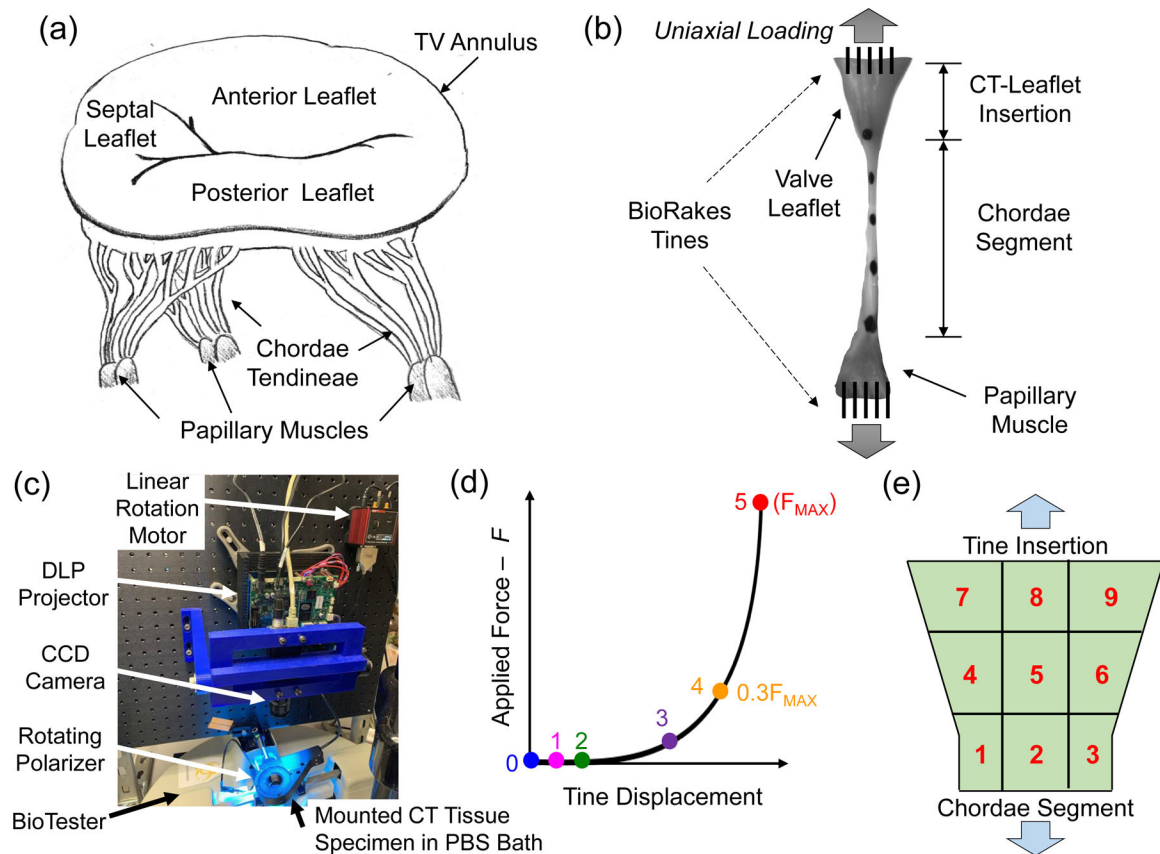 (a)
TV Annulus
Anterior Leaflet
Septal
Leaflet
Posterior Leaflet
Chordae
Tendineae
Papillary Muscles
(b)
Uniaxial Loading
CT-Leaflet
Insertion
Valve
Leaflet
BioRakes
Tines
Chordae
Segment
Papillary
Muscle
(c)
Linear
Rotation
Motor
DLP
Projector
CCD
Camera
Rotating
Polarizer
BioTester
Mounted CT Tissue
Specimen in PBS Bath
(d)
Applied Force – F
5 (FMAX)
4 0.3FMAX
3
0 1 2
Tine Displacement
(e)
Tine Insertion
7 8 9
4 5 6
1 2 3
Chordae Segment